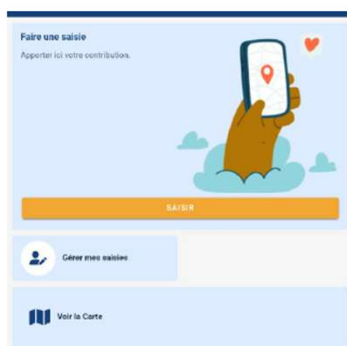 Faire une saisie
Apporter ici votre contribution.
SAISIR
Gérer mes saisies
Voir la Carte